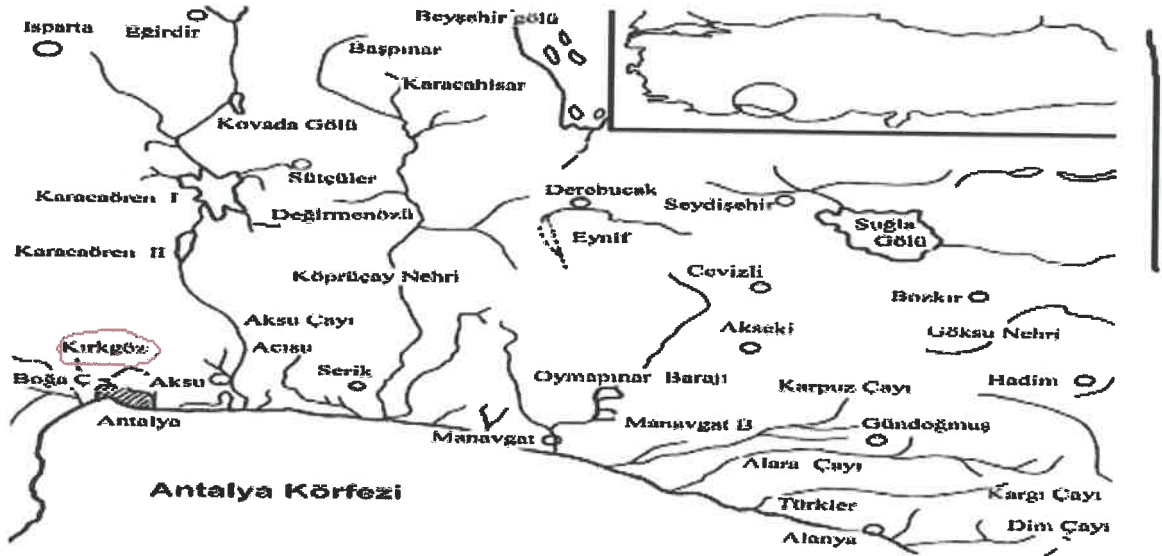 Isparta
Eğirdir
Beyşehir gölü
Başpınar
Karacahisar
Kovada Gölü
Karacaören I
Sütçüler
Değirmenözü
Derebucak
Seydişehir
Suğla
Gölü
Eynif
Karacaören II
Köprüçay Nehri
Cevizli
Bozkır
Aksu Çayı
Akseki
Göksu Nehri
Kırkgöz
Acısu
Boğa Ç
Aksu
Serik
Oymapınar Barajı
Karpuz Çayı
Hadim
Antalya
Manavgat
Manavgat B
Gündoğmuş
Alara Çayı
Antalya Körfezi
Kargı Çayı
Türkler
Dim Çayı
Alanya